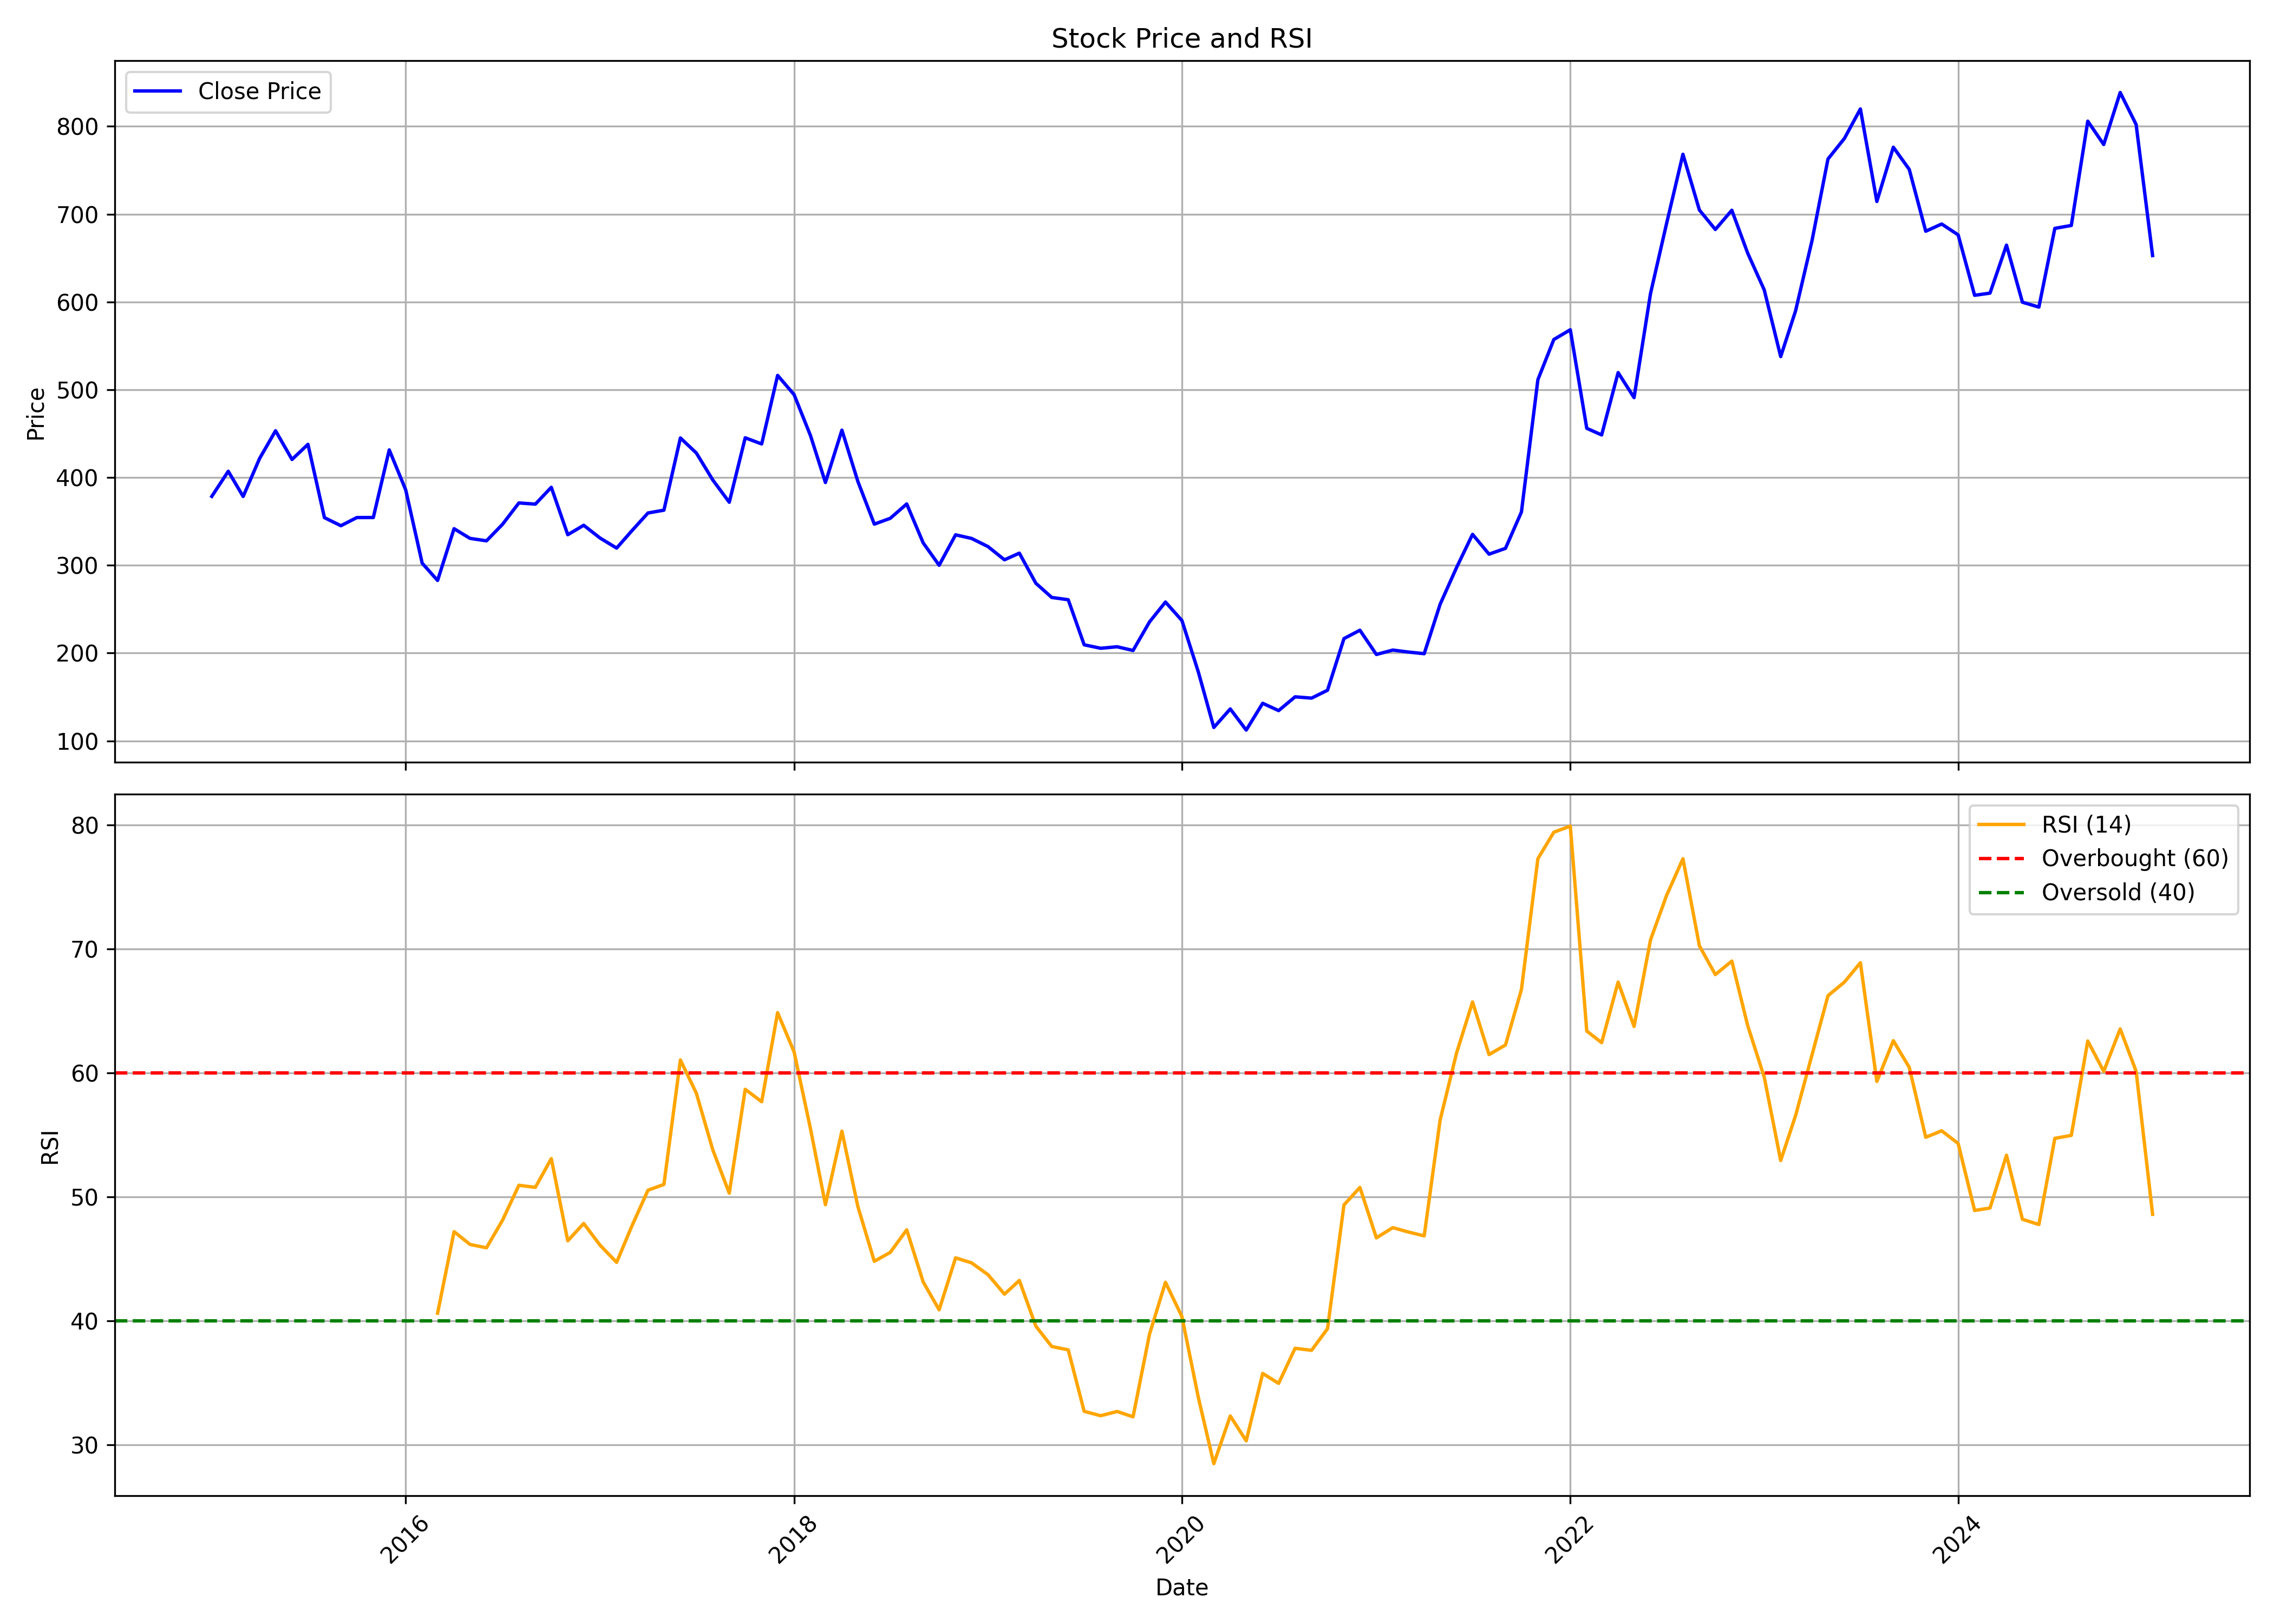 Stock Price and RSI
Close Price
800
700
600
500
400
300
200
100
Price
RSI (14)
Overbought (60)
Oversold (40)
80
70
60
50
40
30
RSI
2016
2018
2020
2022
2024
Date